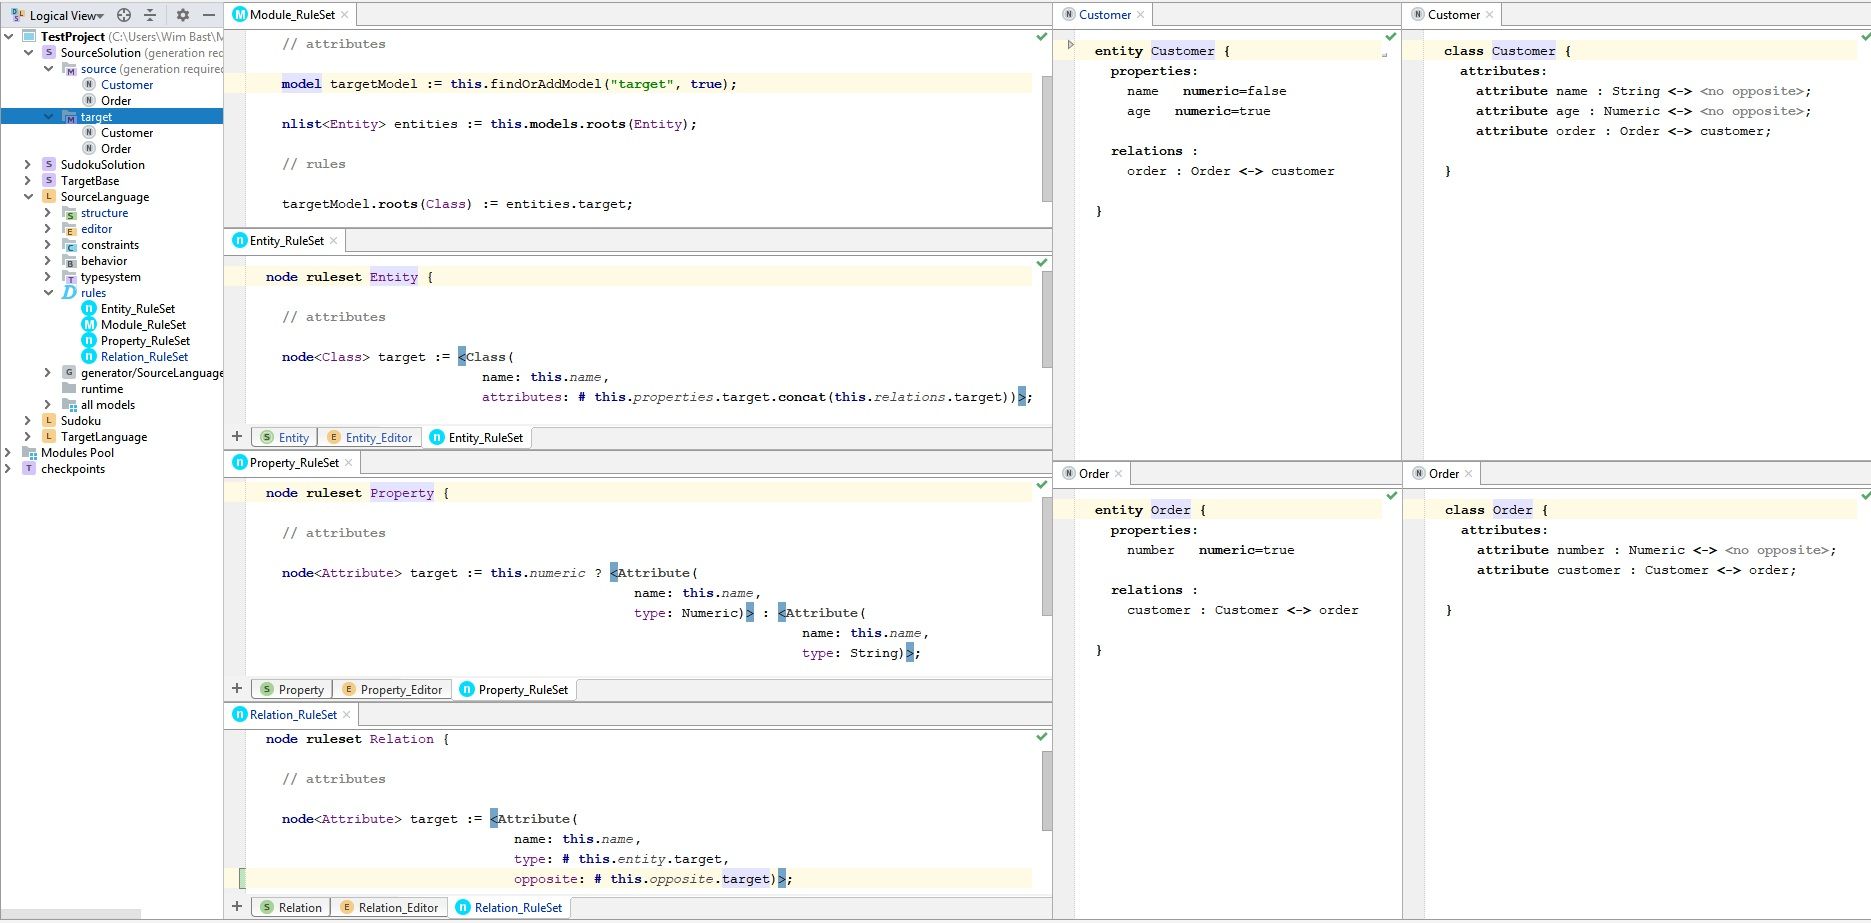 Logical View
TestProject (C:\Users\Wim Bast\M
SourceSolution (generation req
source (generation required
Customer
Order
target
Customer
Order
SudokuSolution
TargetBase
SourceLanguage
structure
editor
constraints
behavior
typesystem
rules
Entity_RuleSet
Module_RuleSet
Property_RuleSet
Relation_RuleSet
generator/SourceLanguage
runtime
all models
Sudoku
TargetLanguage
Modules Pool
checkpoints
Module_RuleSet
// attributes
model targetModel := this.findOrAddModel("target", true);
nlist<Entity> entities := this.models.roots(Entity);
// rules
targetModel.roots(Class) := entities.target;
Entity_RuleSet
node ruleset Entity {
// attributes
node<Class> target := <Class(
name: this.name,
attributes: # this.properties.target.concat(this.relations.target))>;
Entity Entity_Editor Entity_RuleSet
Property_RuleSet
node ruleset Property {
// attributes
node<Attribute> target := this.numeric ? <Attribute(
name: this.name,
type: Numeric)> : <Attribute(
name: this.name,
type: String)>;
Property Property_Editor Property_RuleSet
Relation_RuleSet
node ruleset Relation {
// attributes
node<Attribute> target := <Attribute(
name: this.name,
type: # this.entity.target,
opposite: # this.opposite.target)>;
Relation Relation_Editor Relation_RuleSet
Customer
entity Customer {
properties:
name numeric=false
age numeric=true
relations :
order : Order <-> customer
}
Customer
class Customer {
attributes:
attribute name : String <-> <no opposite>;
attribute age : Numeric <-> <no opposite>;
attribute order : Order <-> customer;
}
Order
entity Order {
properties:
number numeric=true
relations :
customer : Customer <-> order
}
Order
class Order {
attributes:
attribute number : Numeric <-> <no opposite>;
attribute customer : Customer <-> order;
}